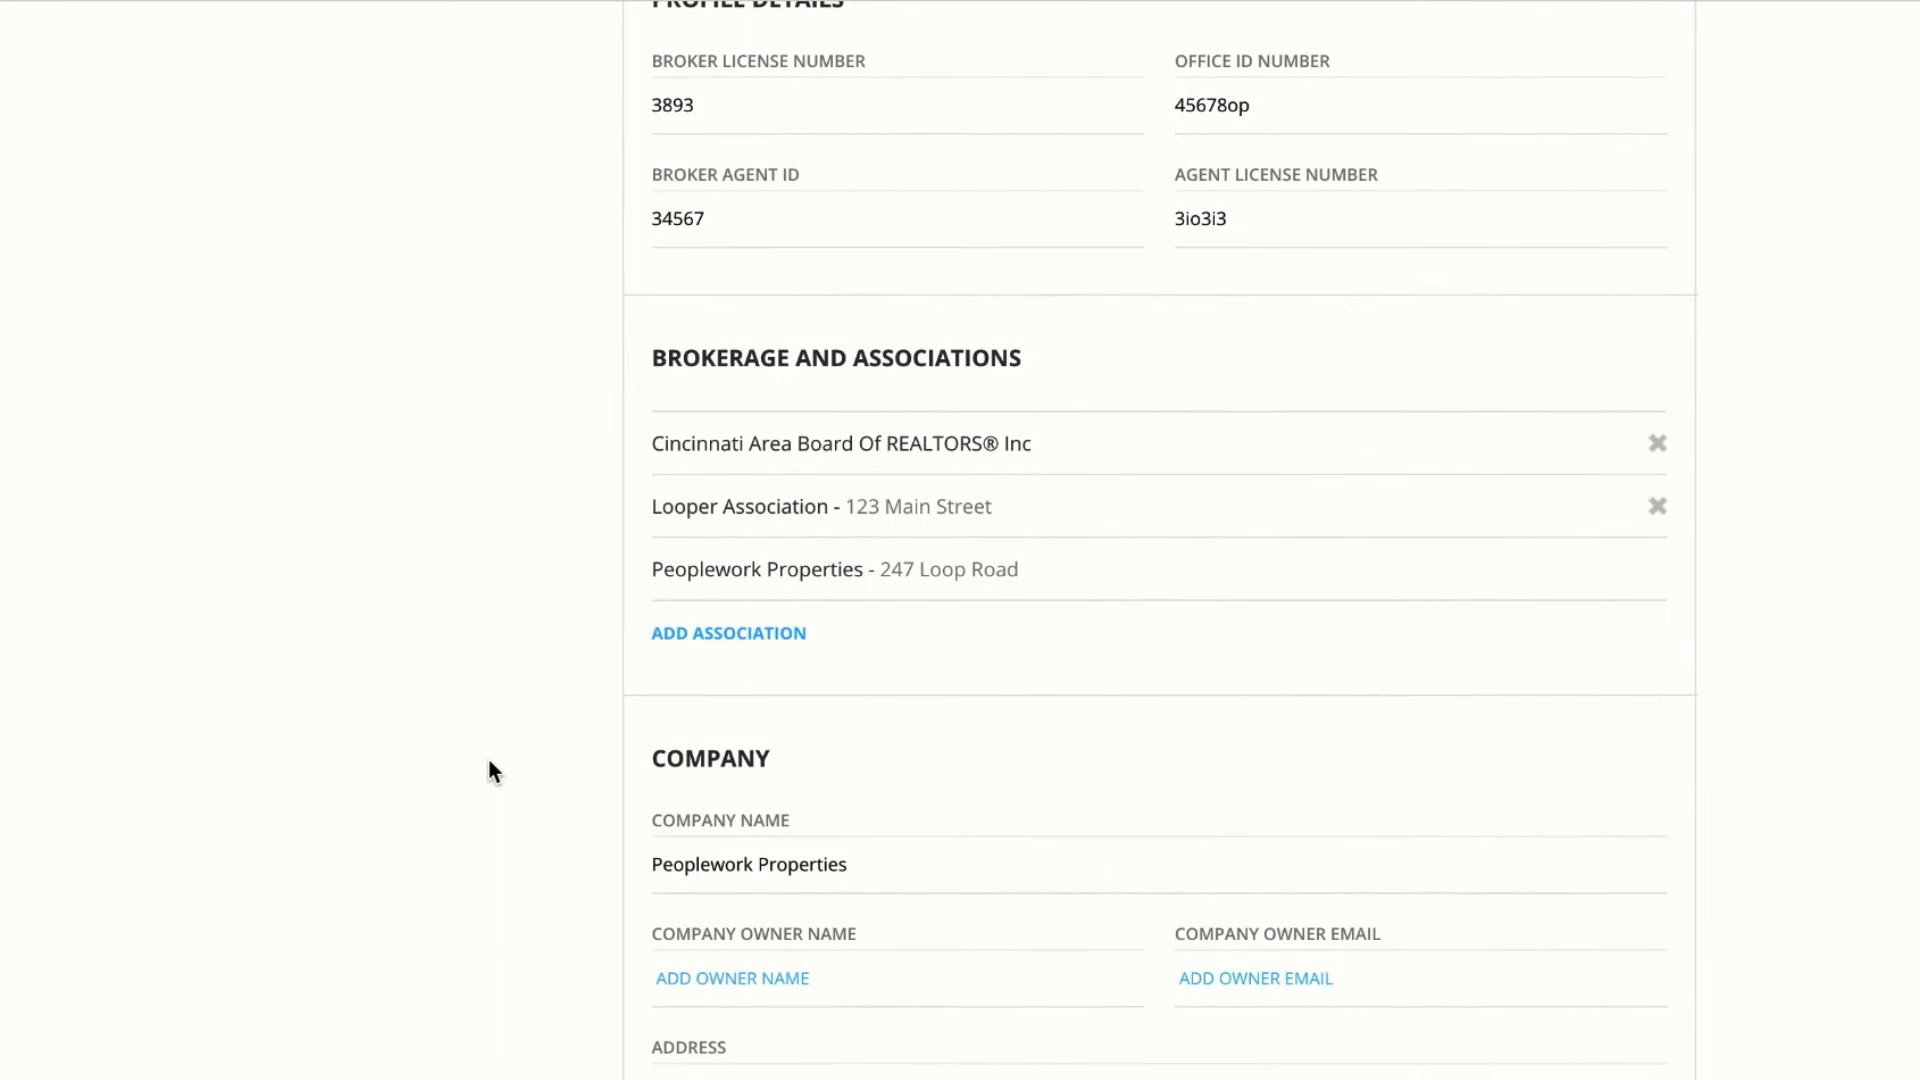 PROFILE DETAILS
BROKER LICENSE NUMBER
OFFICE ID NUMBER
3893
45678op
BROKER AGENT ID
AGENT LICENSE NUMBER
34567
3io3i3
BROKERAGE AND ASSOCIATIONS
Cincinnati Area Board Of REALTORS® Inc
Looper Association - 123 Main Street
Peoplework Properties - 247 Loop Road
ADD ASSOCIATION
COMPANY
COMPANY NAME
Peoplework Properties
COMPANY OWNER NAME
COMPANY OWNER EMAIL
ADD OWNER NAME
ADD OWNER EMAIL
ADDRESS